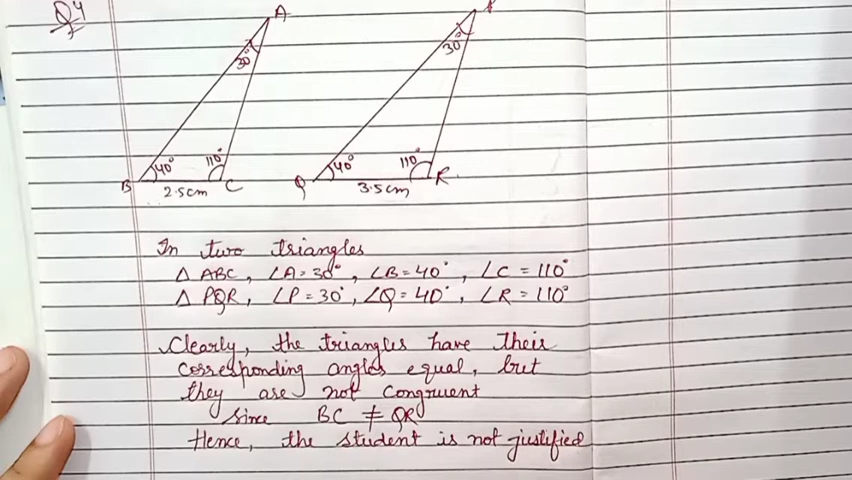 Q4
A
30°
30°
40°
110°
40°
110°
B
2.5cm
C
Q
3.5cm
R
In two triangles
△ ABC, ∠A=30°, ∠B=40°, ∠C = 110°
△ PQR, ∠P=30°, ∠Q=40°, ∠R=110°
Clearly, the triangles have their
corresponding angles equal, but
they are not congruent
since BC ≠ QR
Hence, the student is not justified